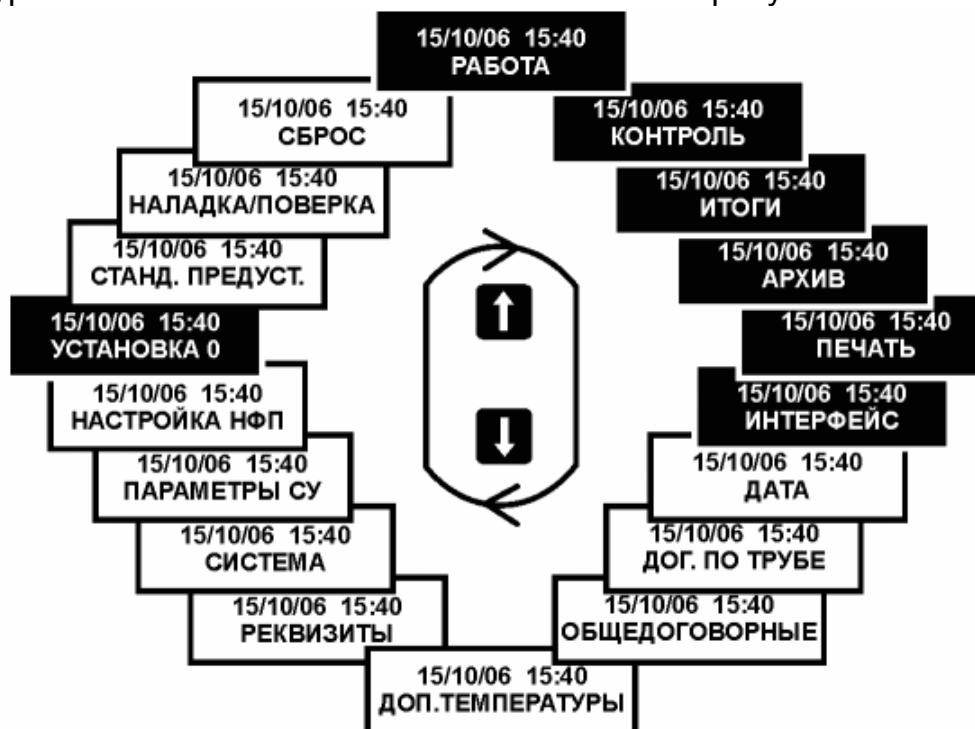 15/10/06 15:40
РАБОТА
15/10/06 15:40
КОНТРОЛЬ
15/10/06 15:40
ИТОГИ
15/10/06 15:40
АРХИВ
15/10/06 15:40
ПЕЧАТЬ
15/10/06 15:40
ИНТЕРФЕЙС
15/10/06 15:40
ДАТА
15/10/06 15:40
ДОГ. ПО ТРУБЕ
15/10/06 15:40
ОБЩЕДОГОВОРНЫЕ
15/10/06 15:40
ДОП.ТЕМПЕРАТУРЫ
15/10/06 15:40
РЕКВИЗИТЫ
15/10/06 15:40
СИСТЕМА
15/10/06 15:40
ПАРАМЕТРЫ СУ
15/10/06 15:40
НАСТРОЙКА НФП
15/10/06 15:40
УСТАНОВКА 0
15/10/06 15:40
СТАНД. ПРЕДУСТ.
15/10/06 15:40
НАЛАДКА/ПОВЕРКА
15/10/06 15:40
СБРОС